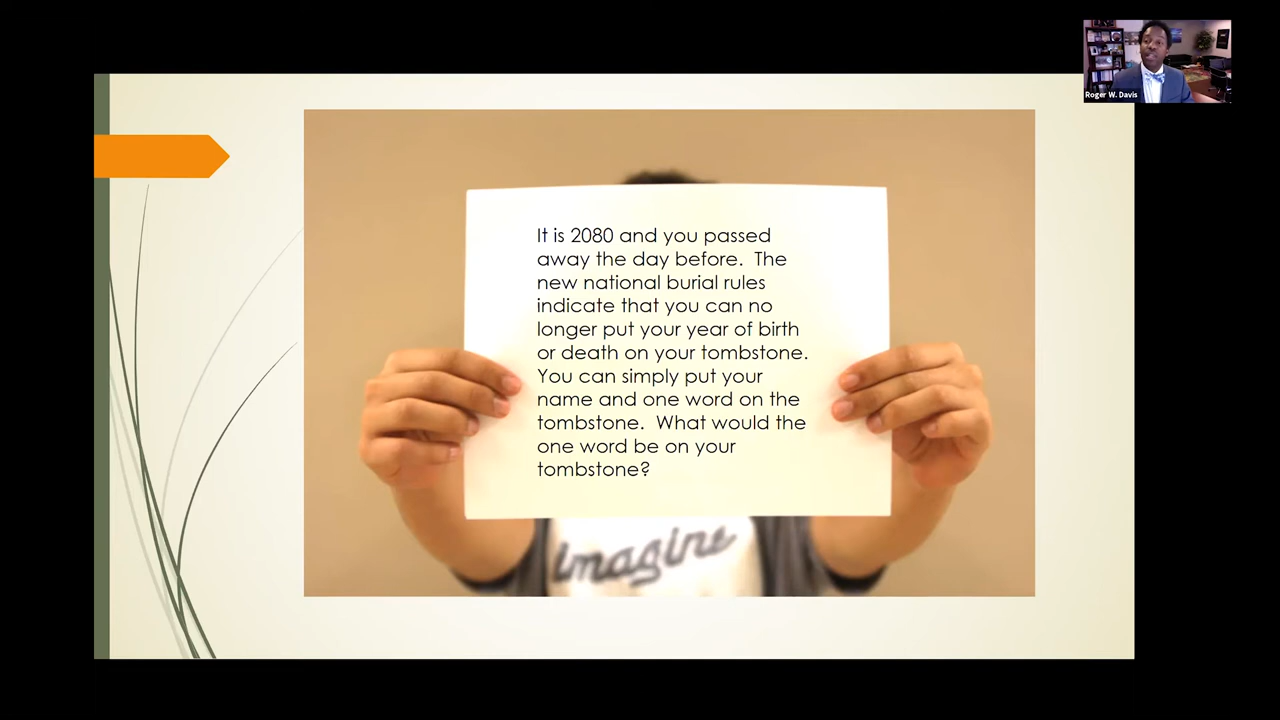 Roger W. Davis
It is 2080 and you passed
away the day before.  The
new national burial rules
indicate that you can no
longer put your year of birth
or death on your tombstone.
You can simply put your
name and one word on the
tombstone.  What would the
one word be on your
tombstone?
imagine